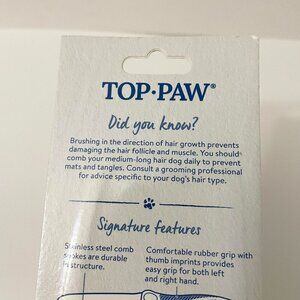 TOP•PAW®
Did you know?
Brushing in the direction of hair growth prevents
damaging the hair follicle and muscle. You should
comb your medium-long hair dog daily to prevent
mats and tangles. Consult a grooming professional
for advice specific to your dog's hair type.
Signature features
Stainless steel comb
spokes are durable
in structure.
Comfortable rubber grip with
thumb imprints provides
easy grip for both left
and right hand.